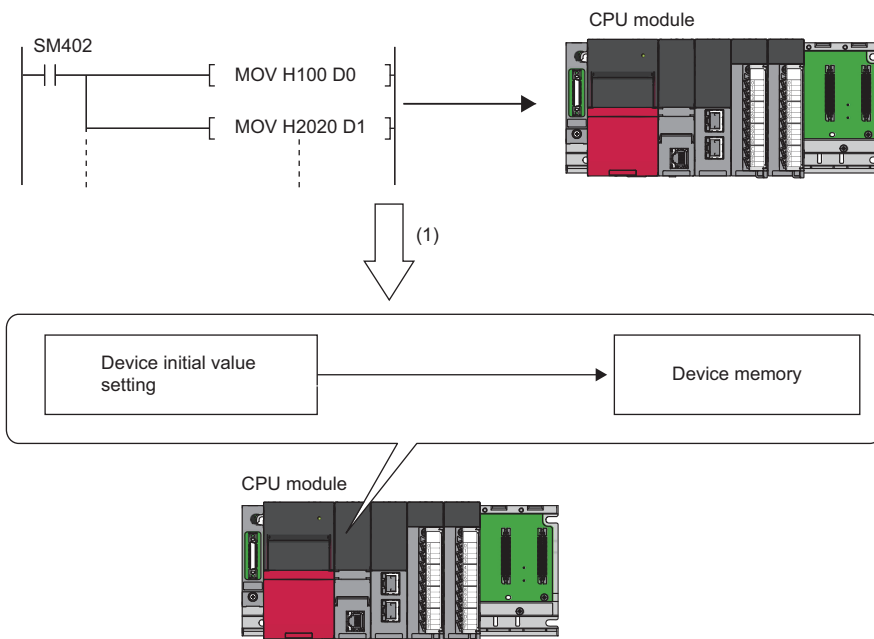 CPU module
SM402
MOV H100 D0
MOV H2020 D1
(1)
Device initial value
setting
Device memory
CPU module